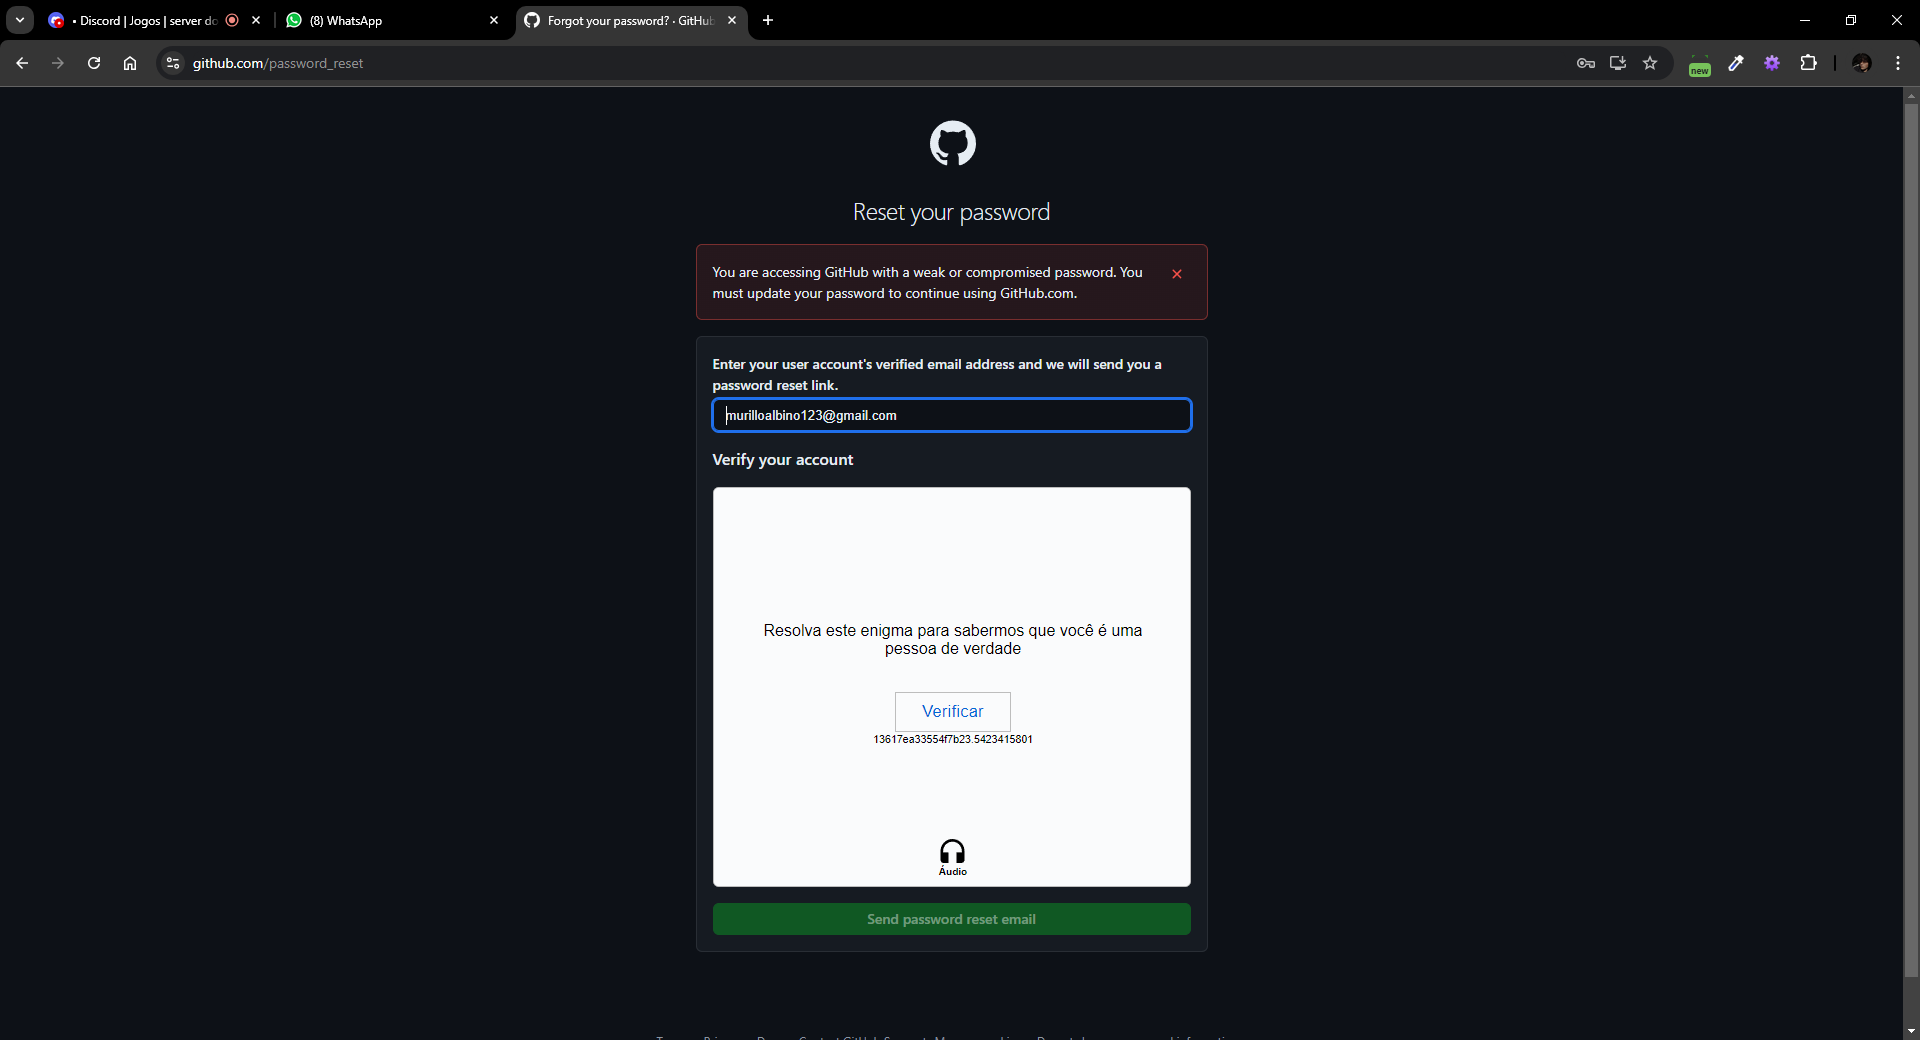 • Discord | Jogos | server do
(8) WhatsApp
Forgot your password? · GitHub
github.com/password_reset
new
Reset your password
You are accessing GitHub with a weak or compromised password. You
must update your password to continue using GitHub.com.
Enter your user account's verified email address and we will send you a
password reset link.
murilloalbino123@gmail.com
Verify your account
Resolva este enigma para sabermos que você é uma
pessoa de verdade
Verificar
13617ea33554f7b23.5423415801
Áudio
Send password reset email